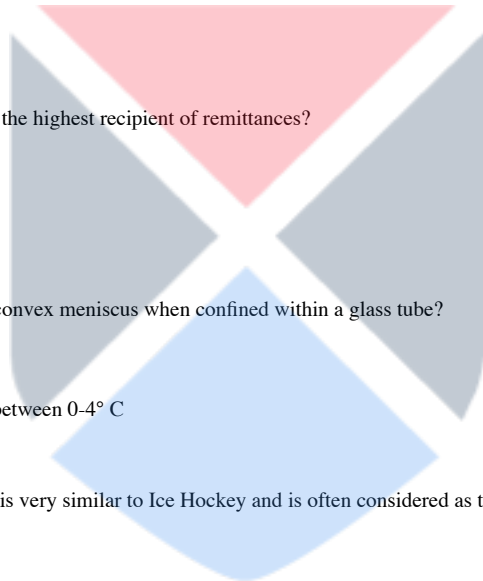 the highest recipient of remittances?
convex meniscus when confined within a glass tube?
between 0-4° C
is very similar to Ice Hockey and is often considered as t